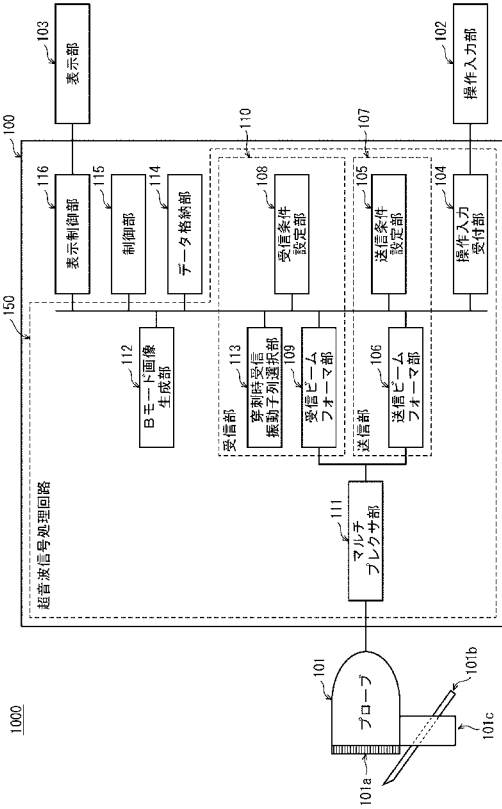 1000
超音波信号処理回路
150
100
101
プローブ
101a
101b
101c
111
マルチ
プレクサ部
112
Bモード画像
生成部
受信部
113
穿刺時受信
振動子列選択部
109
受信ビーム
フォーマ部
送信部
106
送信ビーム
フォーマ部
116
表示制御部
115
制御部
114
データ格納部
110
108
受信条件
設定部
107
105
送信条件
設定部
104
操作入力
受付部
103
表示部
102
操作入力部